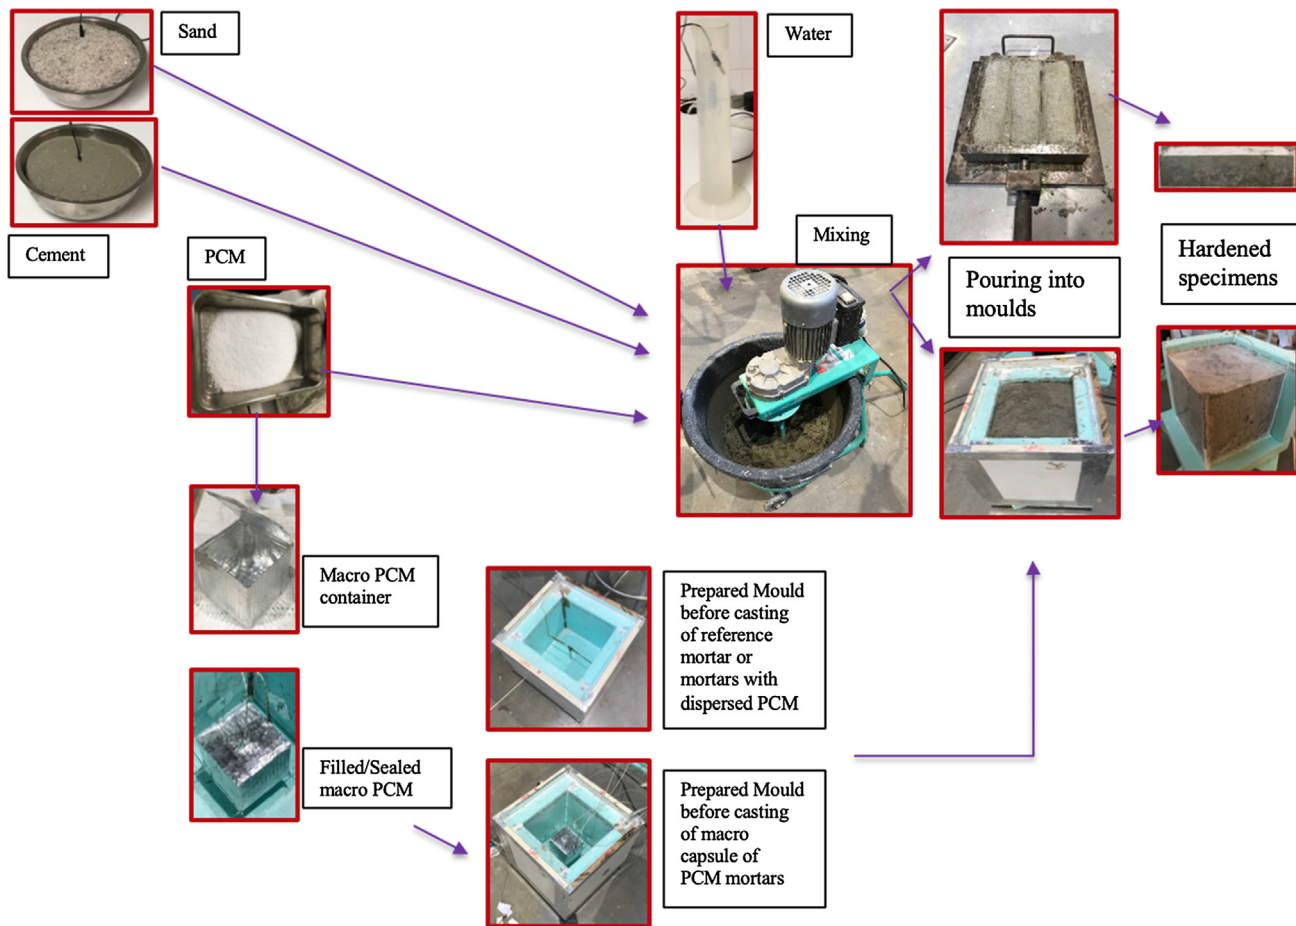 Sand
Water
Cement
PCM
Mixing
Pouring into
moulds
Hardened
specimens
Macro PCM
container
Filled/Sealed
macro PCM
Prepared Mould
before casting
of reference
mortar or
mortars with
dispersed PCM
Prepared Mould
before casting
of macro
capsule of
PCM mortars